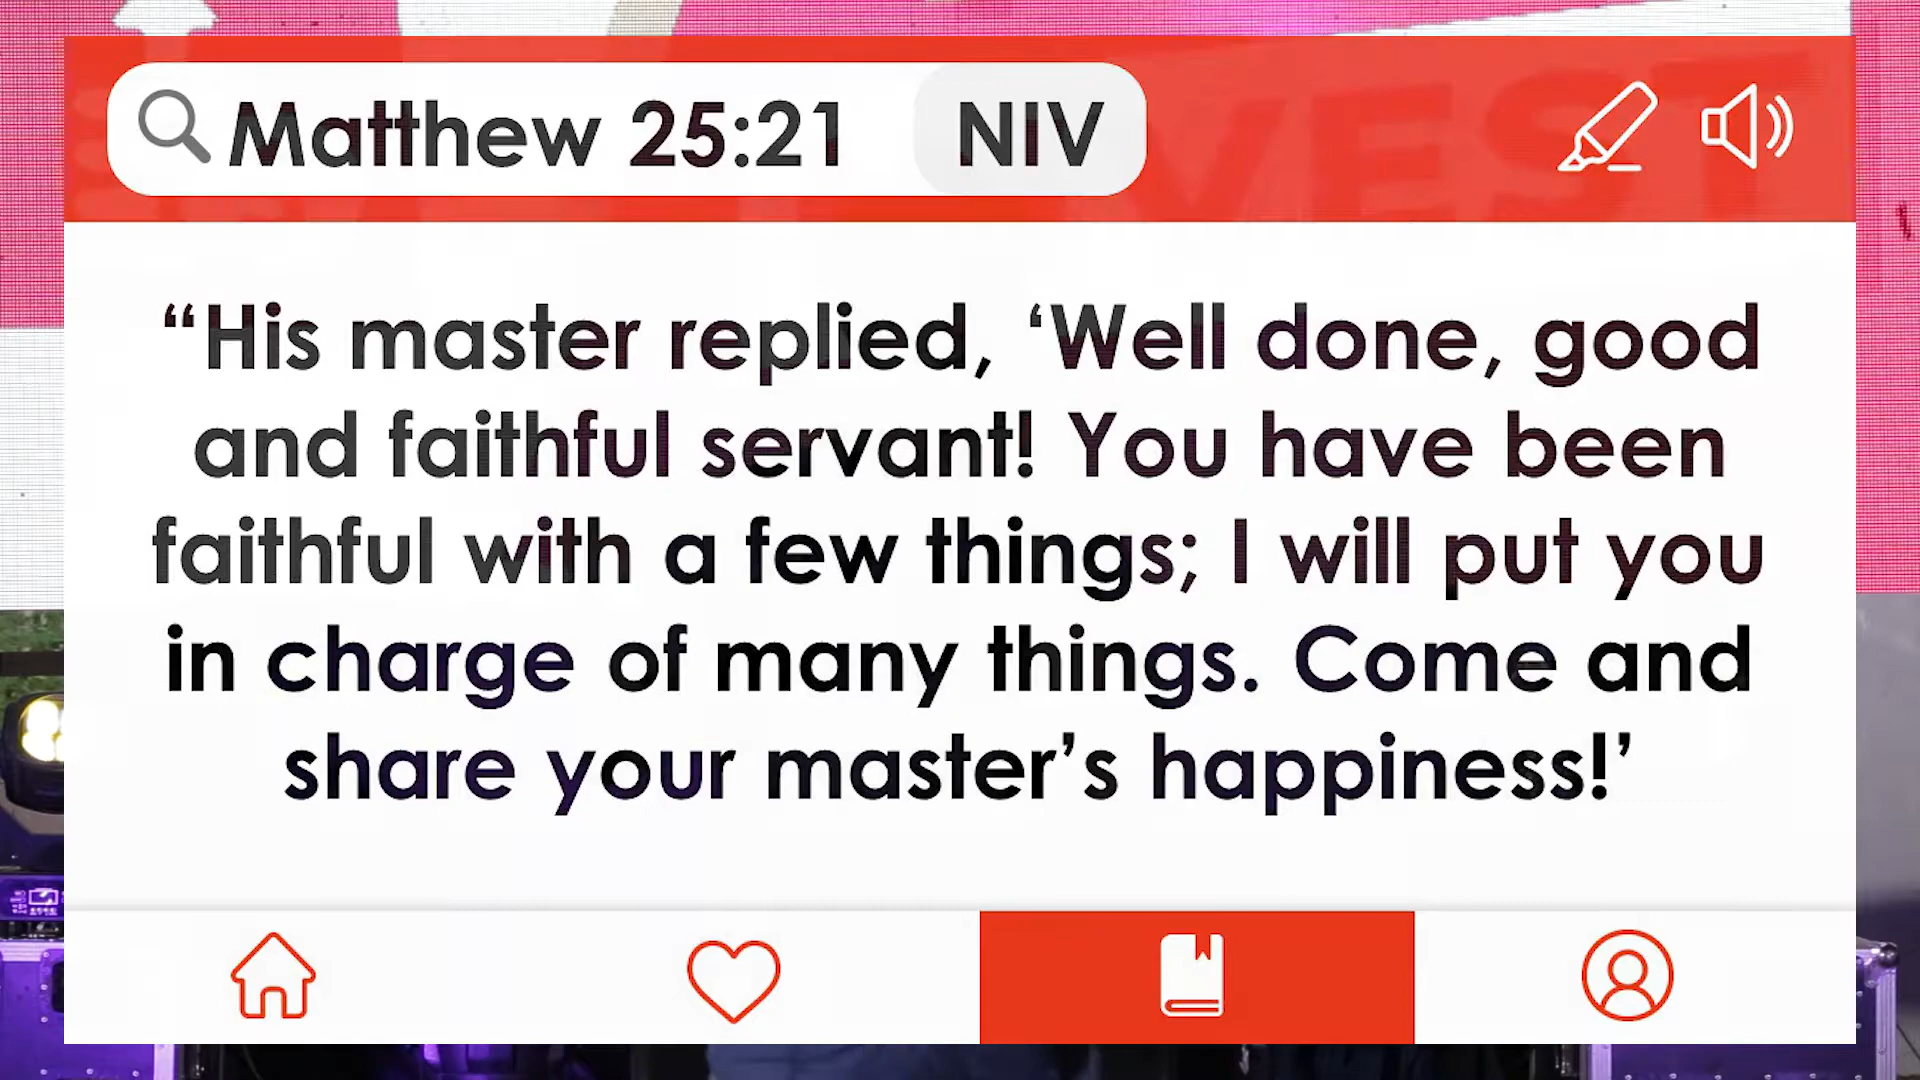 Matthew 25:21 NIV
“His master replied, ‘Well done, good
and faithful servant! You have been
faithful with a few things; I will put you
in charge of many things. Come and
share your master’s happiness!’